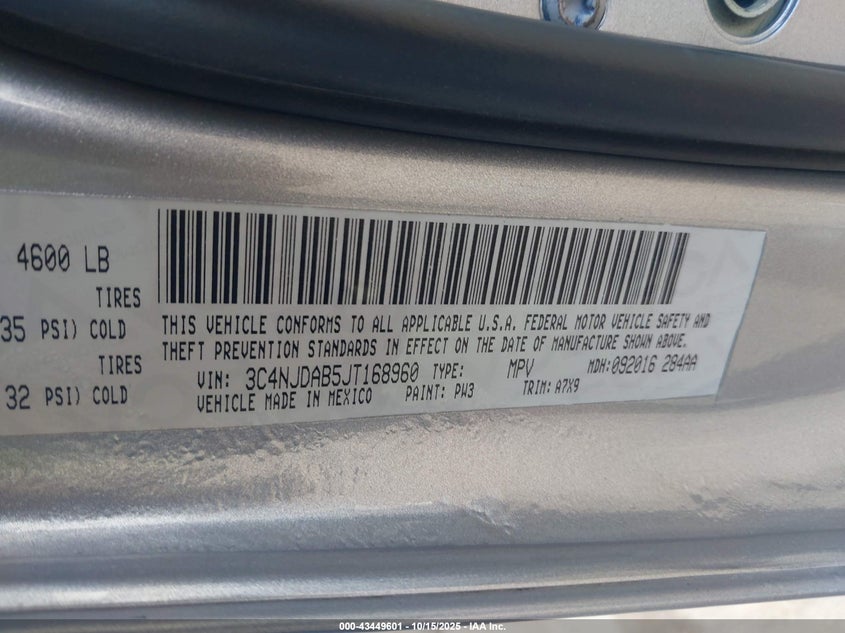 4600 LB
TIRES
35 PSI) COLD
TIRES
32 PSI) COLD
THIS VEHICLE CONFORMS TO ALL APPLICABLE U.S.A. FEDERAL MOTOR VEHICLE SAFETY AND
THEFT PREVENTION STANDARDS IN EFFECT ON THE DATE OF MANUFACTURE SHOWN ABOVE.
VIN: 3C4NJDAB5JT168960 TYPE: MPV MDH:092016 284AA
VEHICLE MADE IN MEXICO PAINT: PW3 TRIM: A7X9
000-43449601 - 10/15/2025 - IAA Inc.